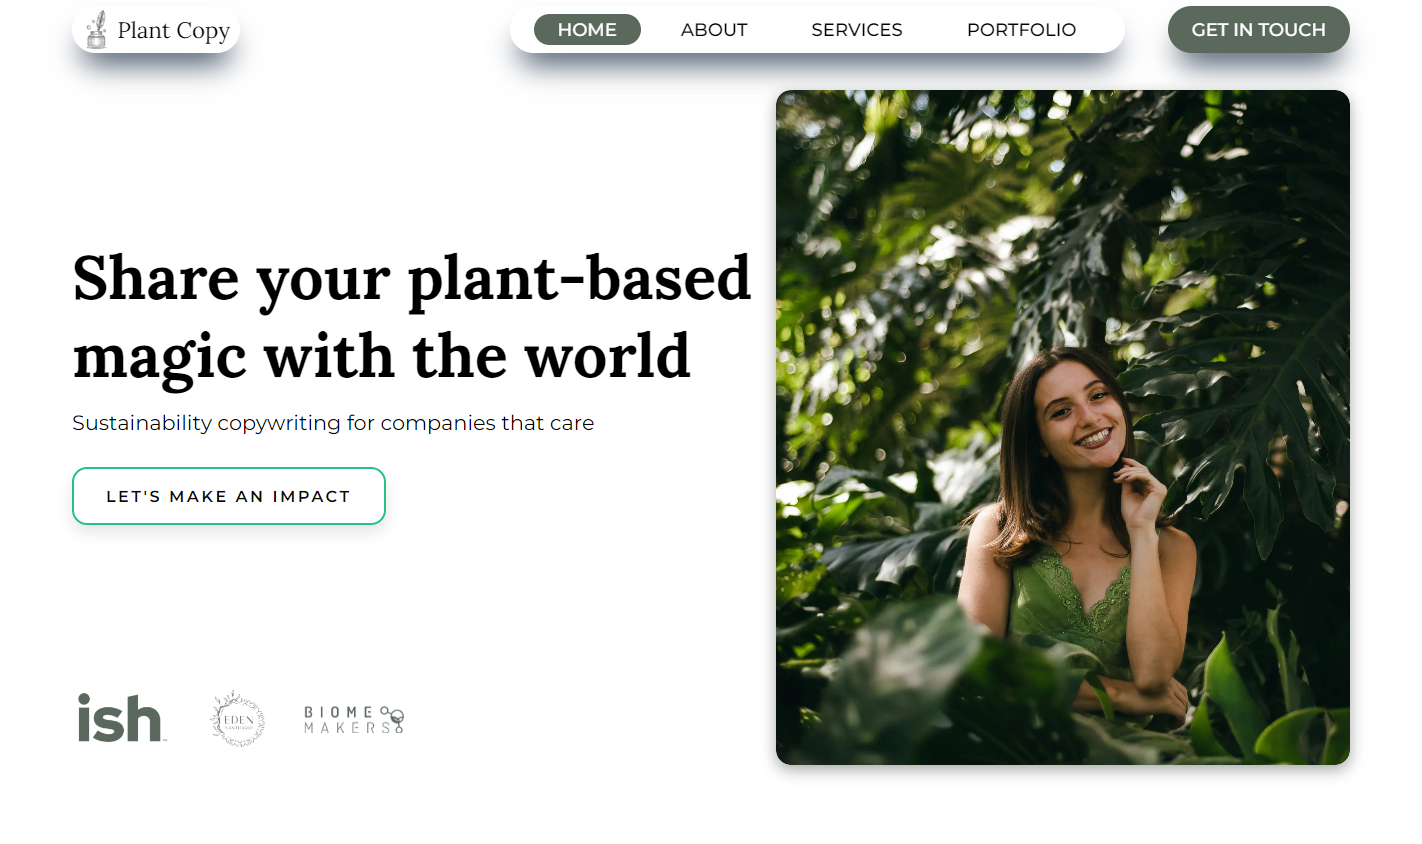 Plant Copy
HOME
ABOUT
SERVICES
PORTFOLIO
GET IN TOUCH
Share your plant-based
magic with the world
Sustainability copywriting for companies that care
LET'S MAKE AN IMPACT
ish
EDEN
BIOME
MAKERS